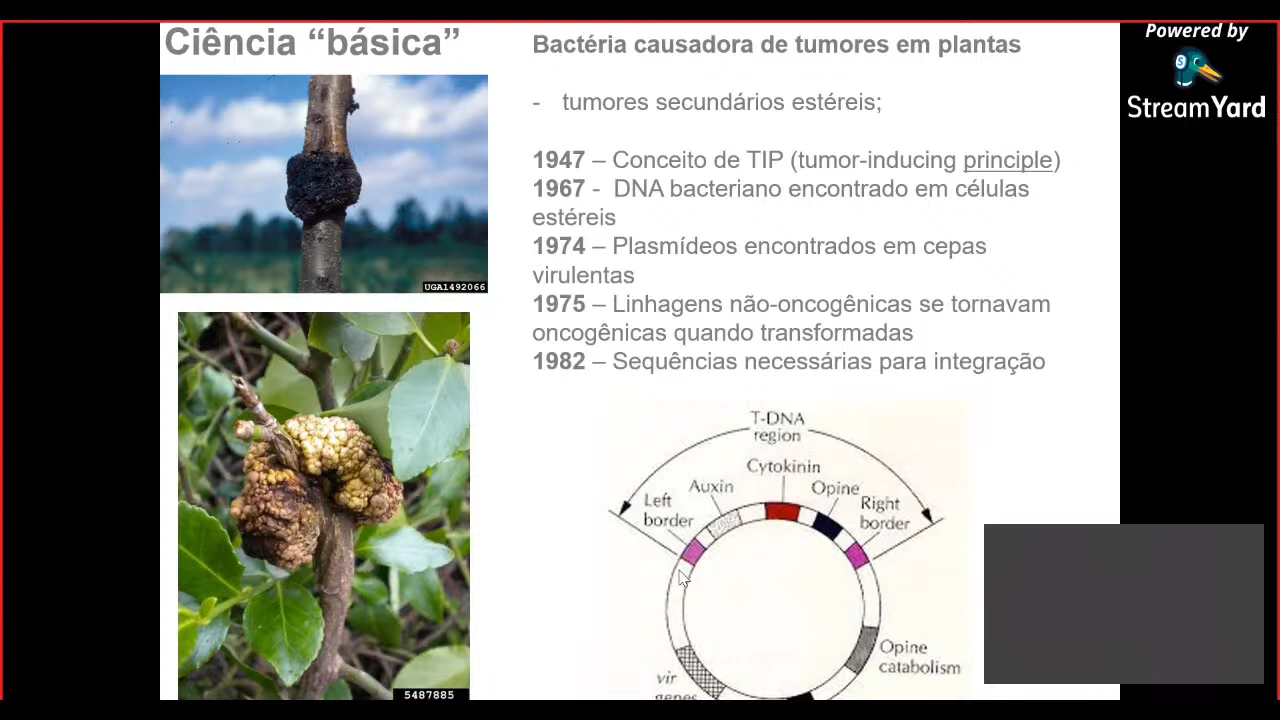 Ciência “básica”
Bactéria causadora de tumores em plantas
- tumores secundários estéreis;
1947 – Conceito de TIP (tumor-inducing principle)
1967 - DNA bacteriano encontrado em células
estéreis
1974 – Plasmídeos encontrados em cepas
virulentas
1975 – Linhagens não-oncogênicas se tornavam
oncogênicas quando transformadas
1982 – Sequências necessárias para integração
UGA1492066
5487885
T-DNA
region
Cytokinin
Auxin
Opine
Left
border
Right
border
Opine
catabolism
vir
genes
Powered by
StreamYard